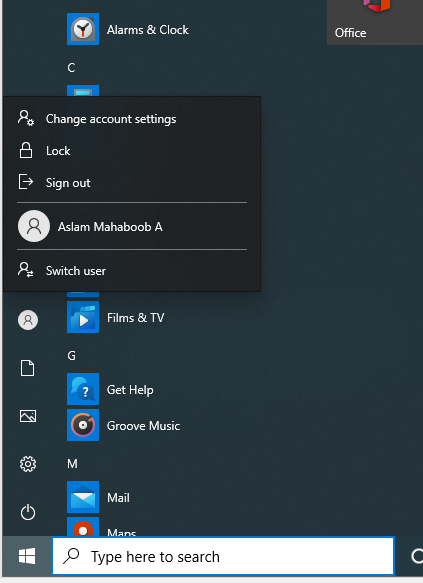 Alarms & Clock
Office
C
Change account settings
Lock
Sign out
Aslam Mahaboob A
Switch user
Films & TV
G
Get Help
Groove Music
M
Mail
Maps
Type here to search